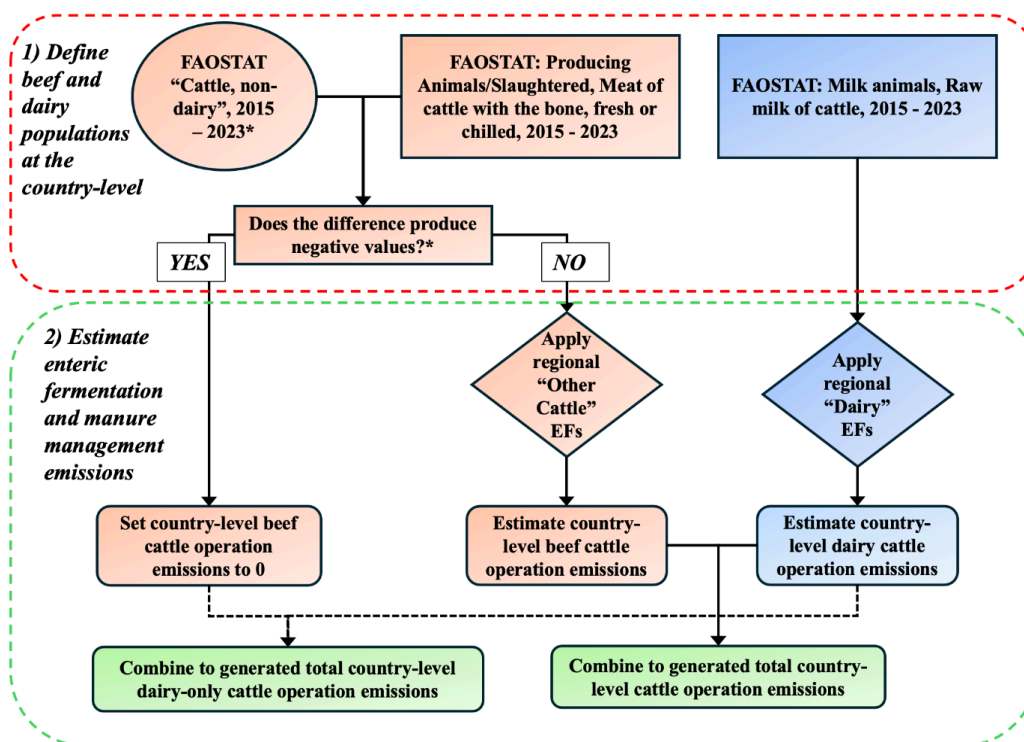 1) Define
beef and
dairy
populations
at the
country-level
FAOSTAT
“Cattle, non-
dairy”, 2015
– 2023*
FAOSTAT: Producing
Animals/Slaughtered, Meat of
cattle with the bone, fresh or
chilled, 2015 - 2023
FAOSTAT: Milk animals, Raw
milk of cattle, 2015 - 2023
Does the difference produce
negative values?*
YES
NO
2) Estimate
enteric
fermentation
and manure
management
emissions
Apply
regional
“Other
Cattle”
EFs
Apply
regional
“Dairy”
EFs
Set country-level beef
cattle operation
emissions to 0
Estimate country-
level beef cattle
operation emissions
Estimate country-
level dairy cattle
operation emissions
Combine to generated total country-level
dairy-only cattle operation emissions
Combine to generated total country-
level cattle operation emissions